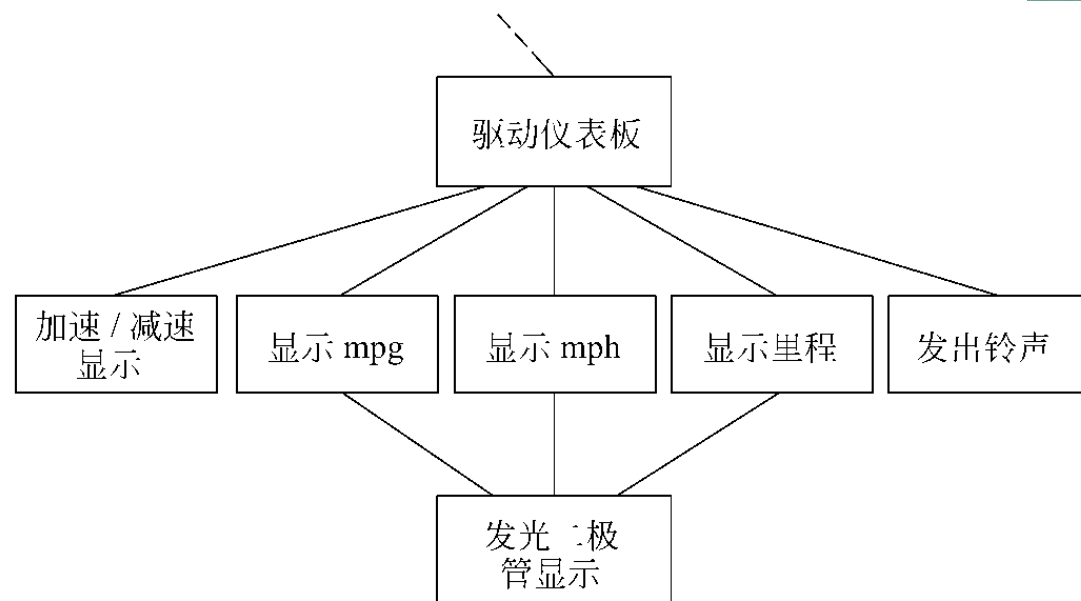 驱动仪表板
加速 / 减速
显示
显示 mpg
显示 mph
显示里程
发出铃声
发光二极
管显示